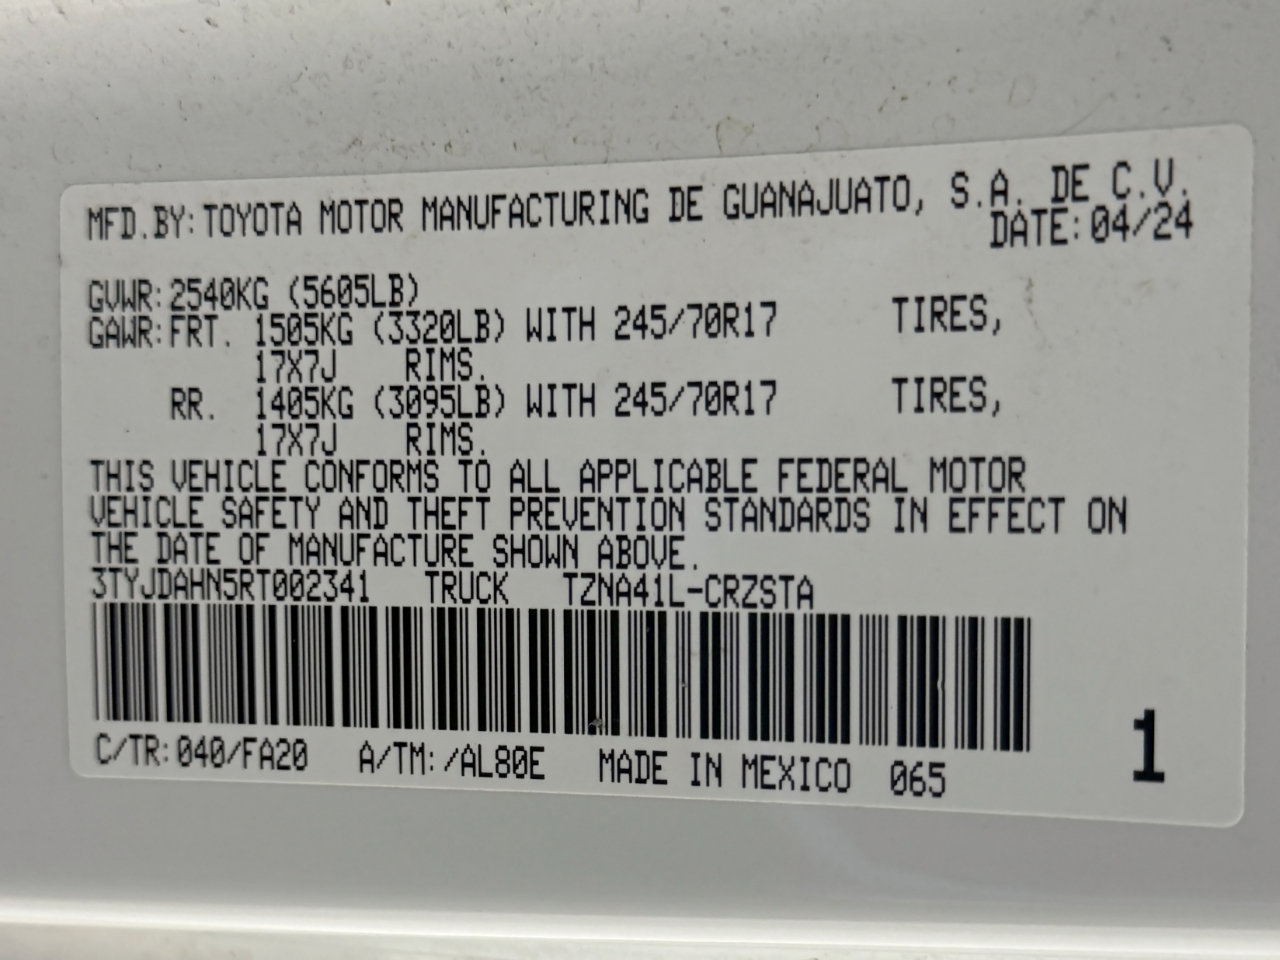 MFD.BY:TOYOTA MOTOR MANUFACTURING DE GUANAJUATO, S.A. DE C.V.
DATE:04/24
GVWR:2540KG (5605LB)
GAWR:FRT. 1505KG (3320LB) WITH 245/70R17 TIRES,
17X7J RIMS.
RR. 1405KG (3095LB) WITH 245/70R17 TIRES,
17X7J RIMS.
THIS VEHICLE CONFORMS TO ALL APPLICABLE FEDERAL MOTOR
VEHICLE SAFETY AND THEFT PREVENTION STANDARDS IN EFFECT ON
THE DATE OF MANUFACTURE SHOWN ABOVE.
3TYJDAHN5RT002341 TRUCK TZNA41L-CRZSTA
C/TR:040/FA20 A/TM:/AL80E MADE IN MEXICO 065
1